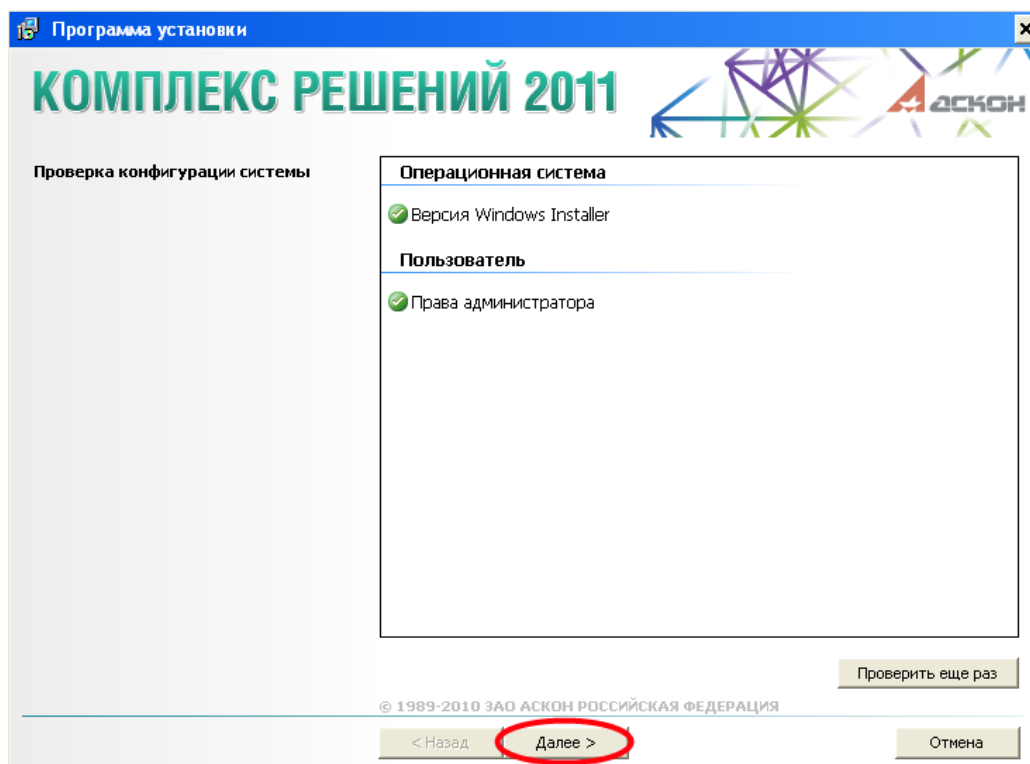 Программа установки
КОМПЛЕКС РЕШЕНИЙ 2011
АСКОН
Проверка конфигурации системы
Операционная система
Версия Windows Installer
Пользователь
Права администратора
Проверить еще раз
© 1989-2010 ЗАО АСКОН РОССИЙСКАЯ ФЕДЕРАЦИЯ
< Назад
Далее >
Отмена